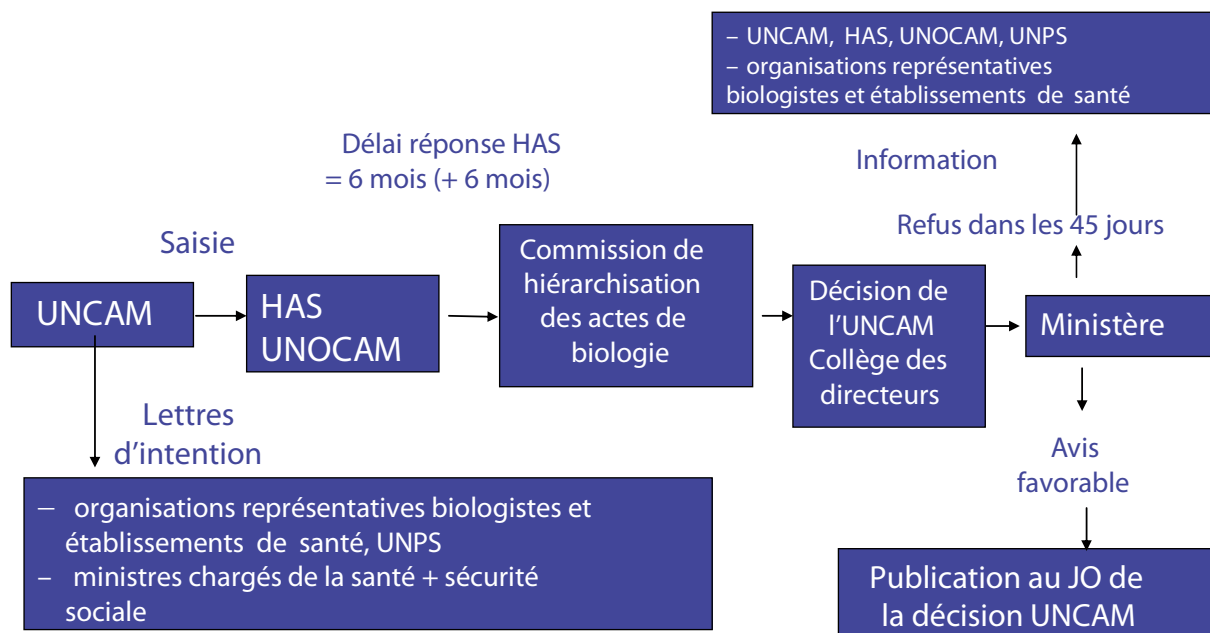 – UNCAM, HAS, UNOCAM, UNPS
– organisations représentatives
biologistes et établissements de santé
Délai réponse HAS
= 6 mois (+ 6 mois)
Information
Refus dans les 45 jours
Saisie
UNCAM
HAS
UNOCAM
Commission de
hiérarchisation
des actes de
biologie
Décision de
l’UNCAM
Collège des
directeurs
Ministère
Lettres
d’intention
Avis
favorable
– organisations représentatives biologistes et
établissements de santé, UNPS
– ministres chargés de la santé + sécurité
sociale
Publication au JO de
la décision UNCAM